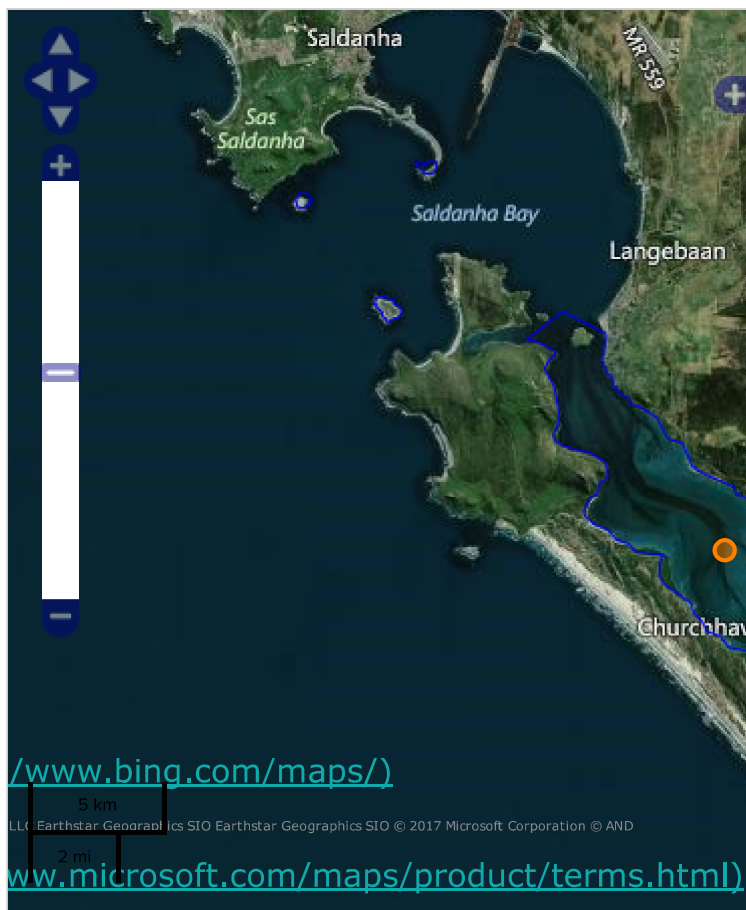 Saldanha
MR 559
Sas
Saldanha
Saldanha Bay
Langebaan
Churchhav
/www.bing.com/maps/)
5 km
LLC Earthstar Geographics SIO Earthstar Geographics SIO © 2017 Microsoft Corporation © AND
2 mi
ww.microsoft.com/maps/product/terms.html)